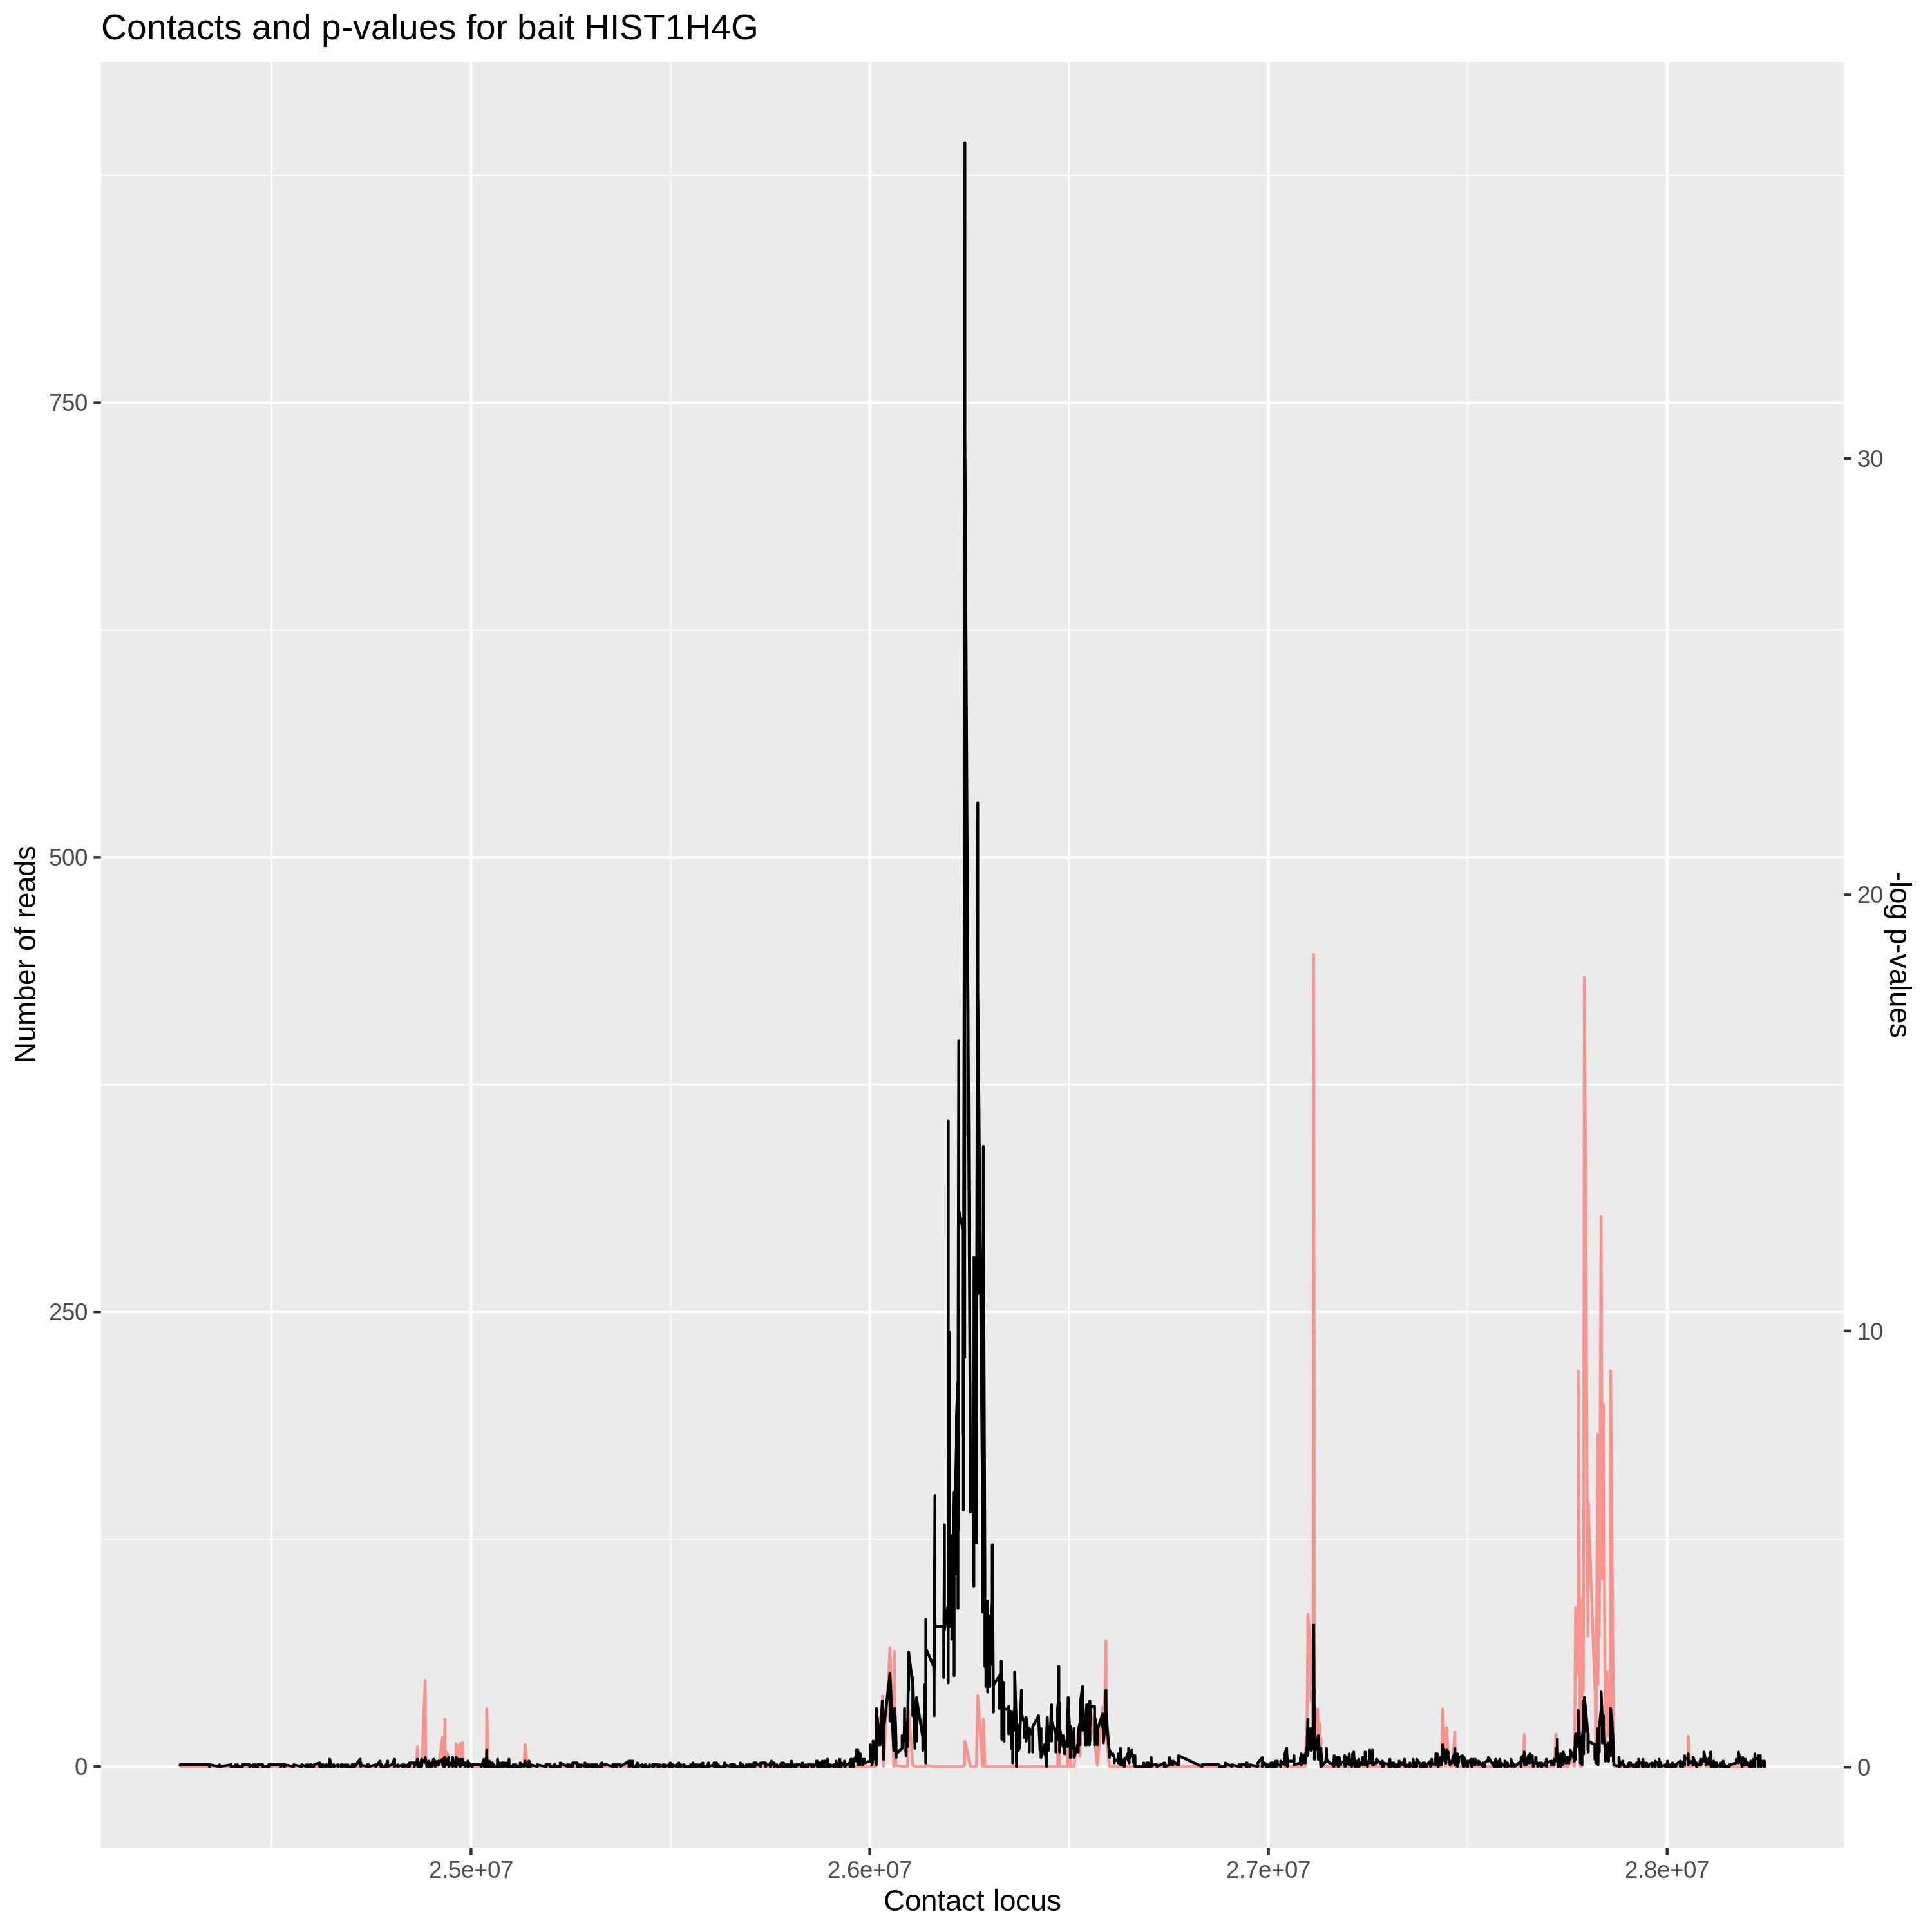 Contacts and p-values for bait HIST1H4G
750
500
250
0
30
20
10
0
Number of reads
-log p-values
2.5e+07
2.6e+07
2.7e+07
2.8e+07
Contact locus